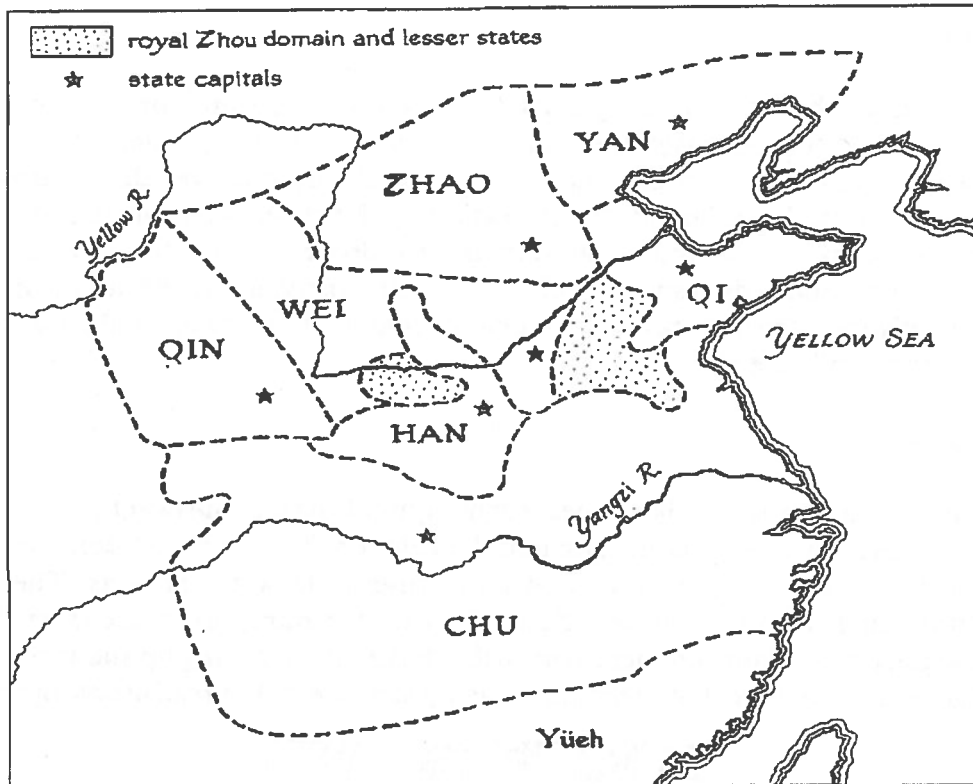 royal Zhou domain and lesser states
state capitals
YAN
ZHAO
Yellow R.
QI
WEI
YELLOW SEA
QIN
HAN
Yangzi R.
CHU
Yüeh